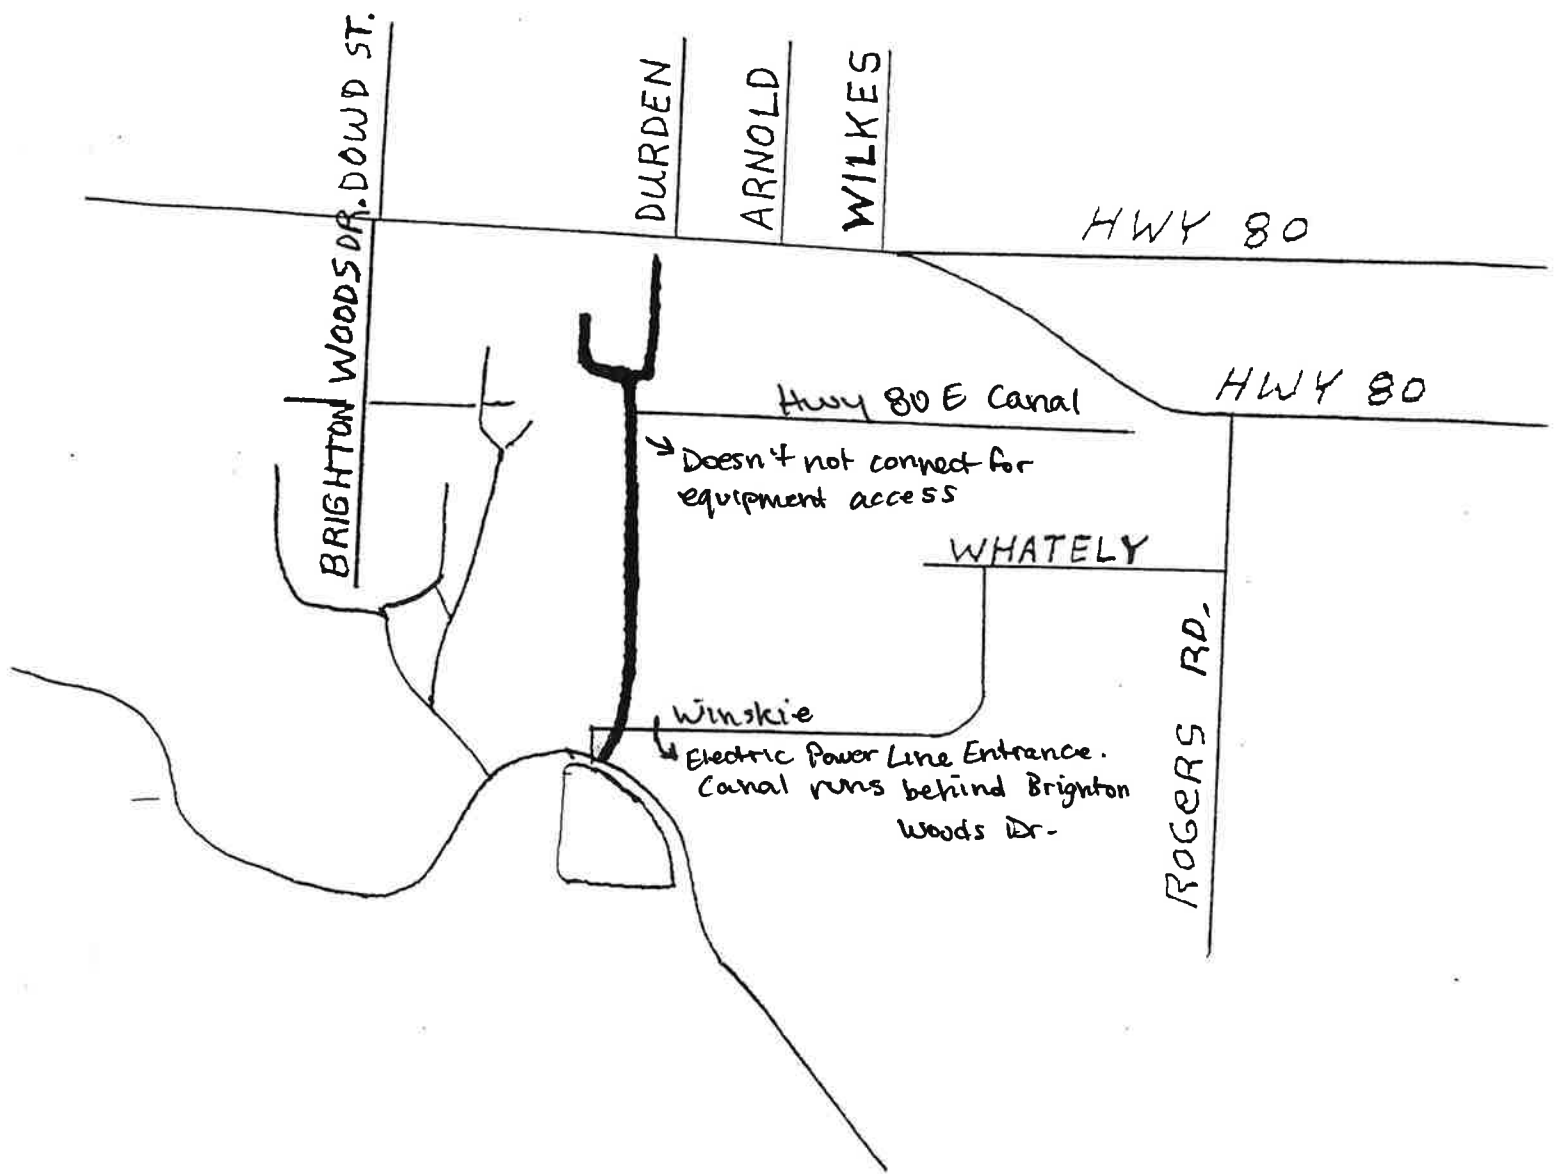 DOWD ST.
DURDEN
ARNOLD
WILKES
HWY 80
BRIGHTON WOODS DR.
HWY 80
Hwy 80 E Canal
Doesn't not connect for
equipment access
WHATELY
ROGERS RD.
Winskie
Electric Power Line Entrance.
Canal runs behind Brighton
Woods Dr.